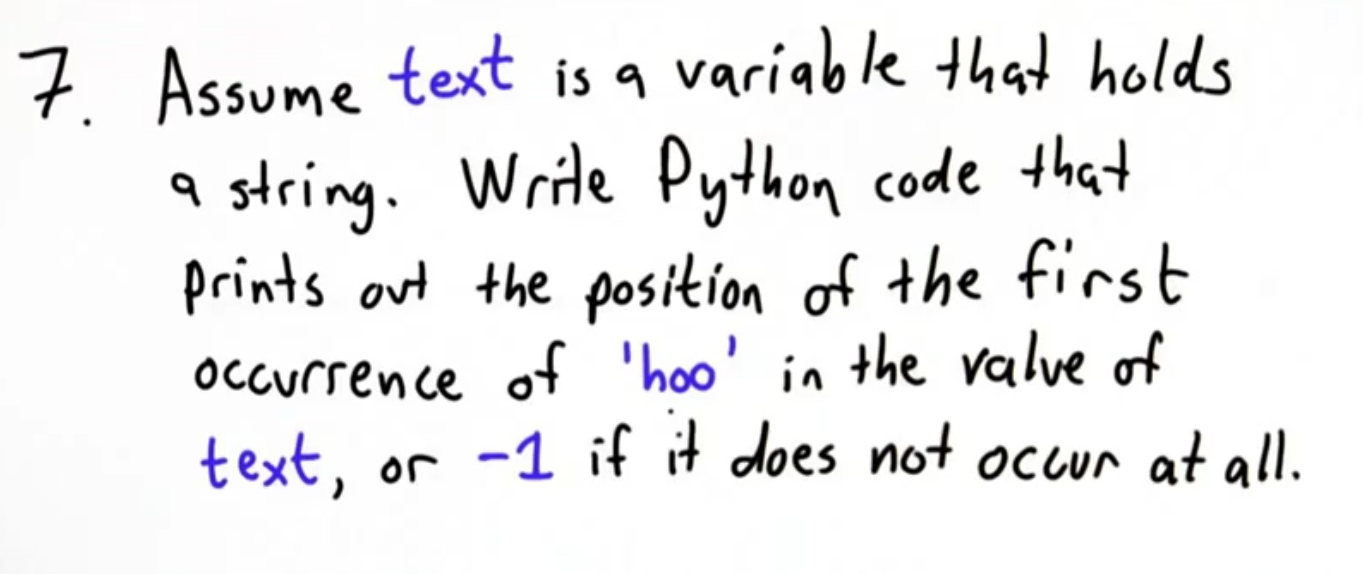 7. Assume text is a variable that holds
a string. Write Python code that
prints out the position of the first
occurrence of 'hoo' in the value of
text, or -1 if it does not occur at all.